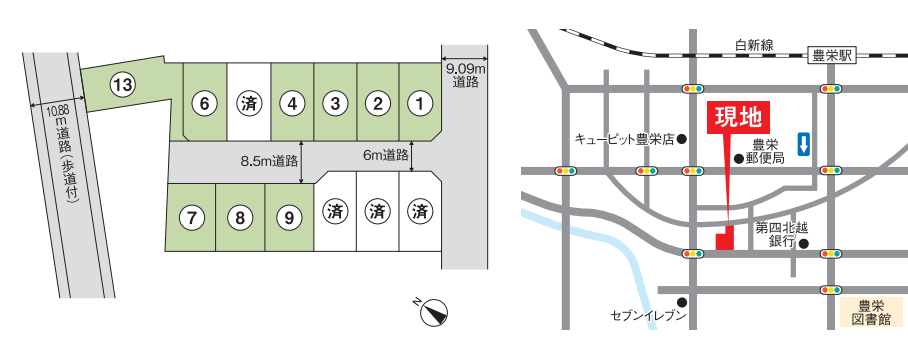 10.88m道路(歩道付)
⑬
⑥
済
④
③
②
①
9.09m
道路
8.5m道路
6m道路
⑦
⑧
⑨
済
済
済
N
白新線
豊栄駅
現地
キューピット豊栄店
豊栄
郵便局
第四北越
銀行
セブンイレブン
豊栄
図書館